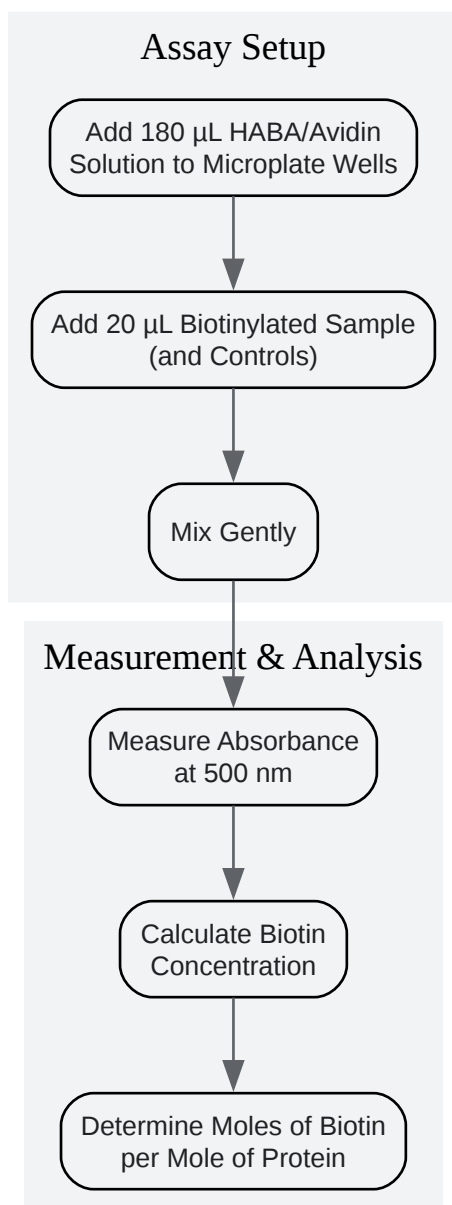 Assay Setup
Add 180 µL HABA/Avidin
Solution to Microplate Wells
Add 20 µL Biotinylated Sample
(and Controls)
Mix Gently
Measurement & Analysis
Measure Absorbance
at 500 nm
Calculate Biotin
Concentration
Determine Moles of Biotin
per Mole of Protein